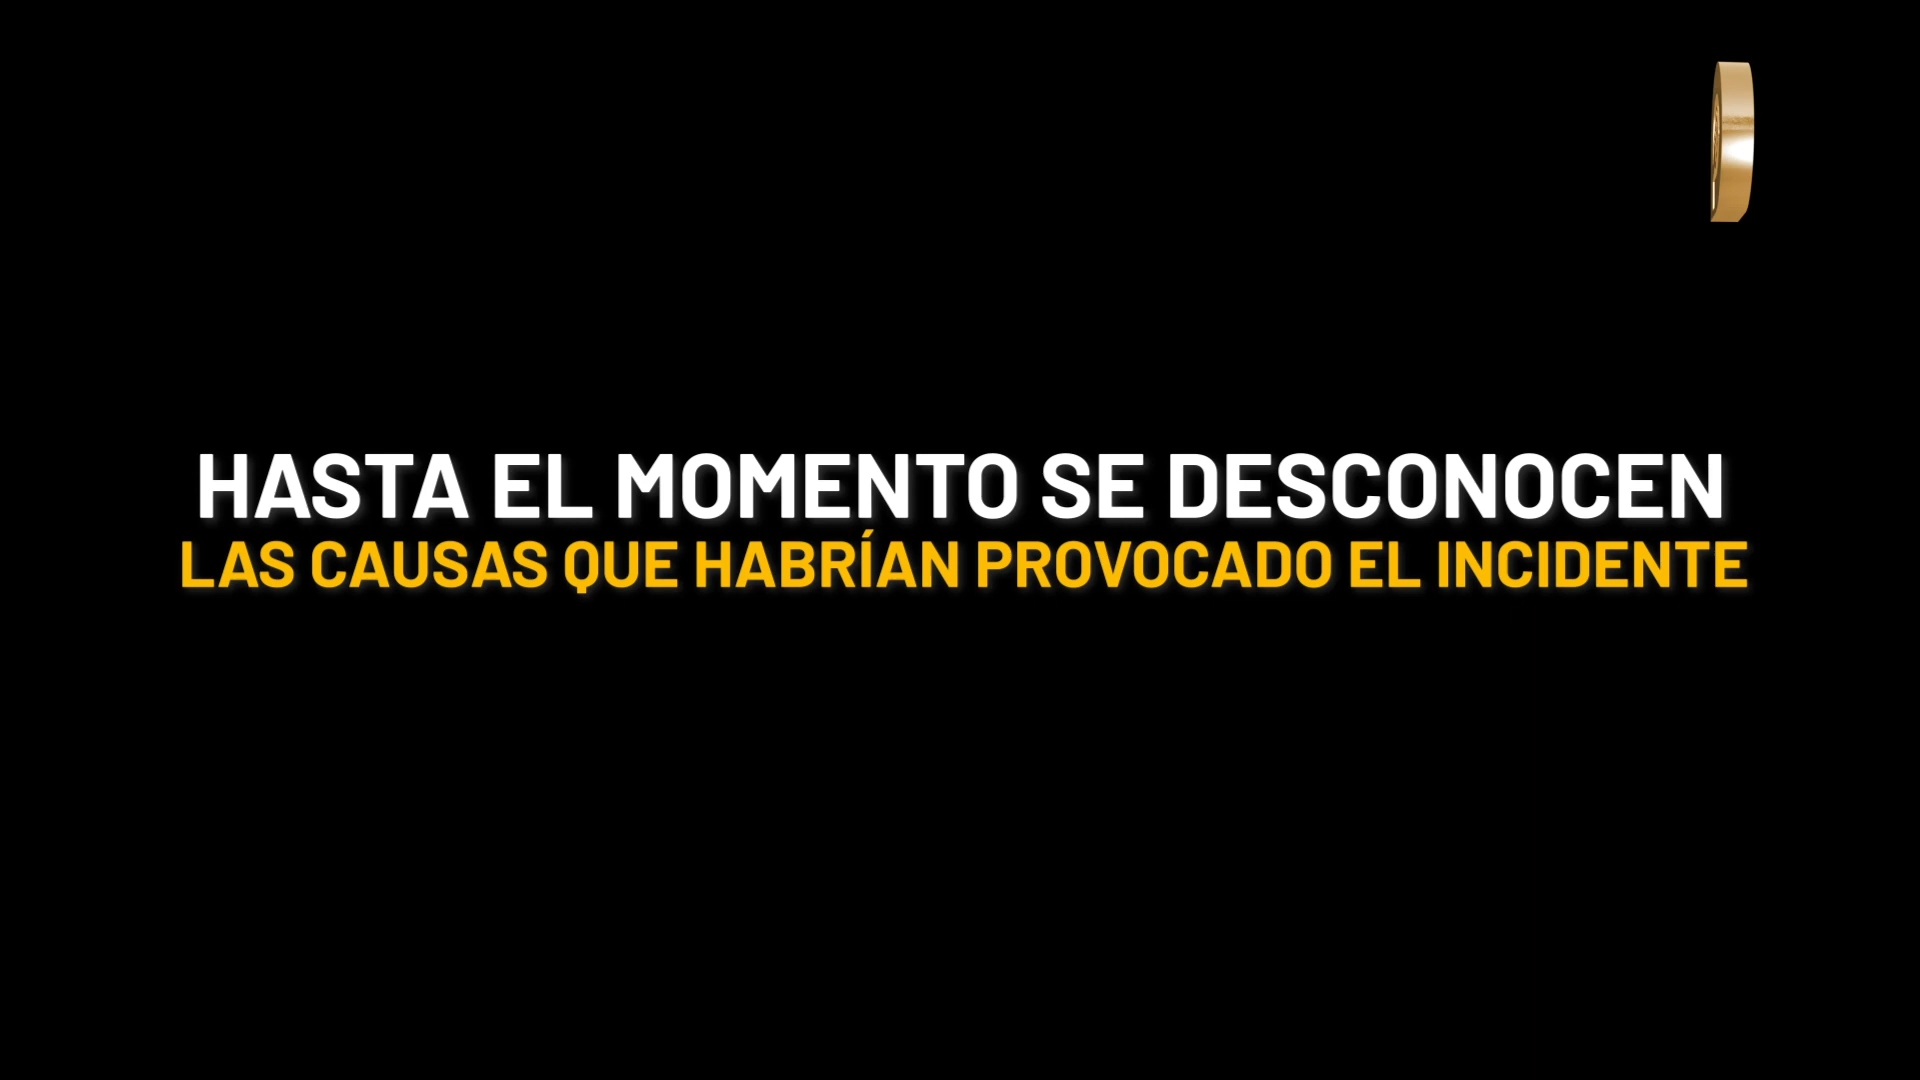 HASTA EL MOMENTO SE DESCONOCEN
LAS CAUSAS QUE HABRÍAN PROVOCADO EL INCIDENTE